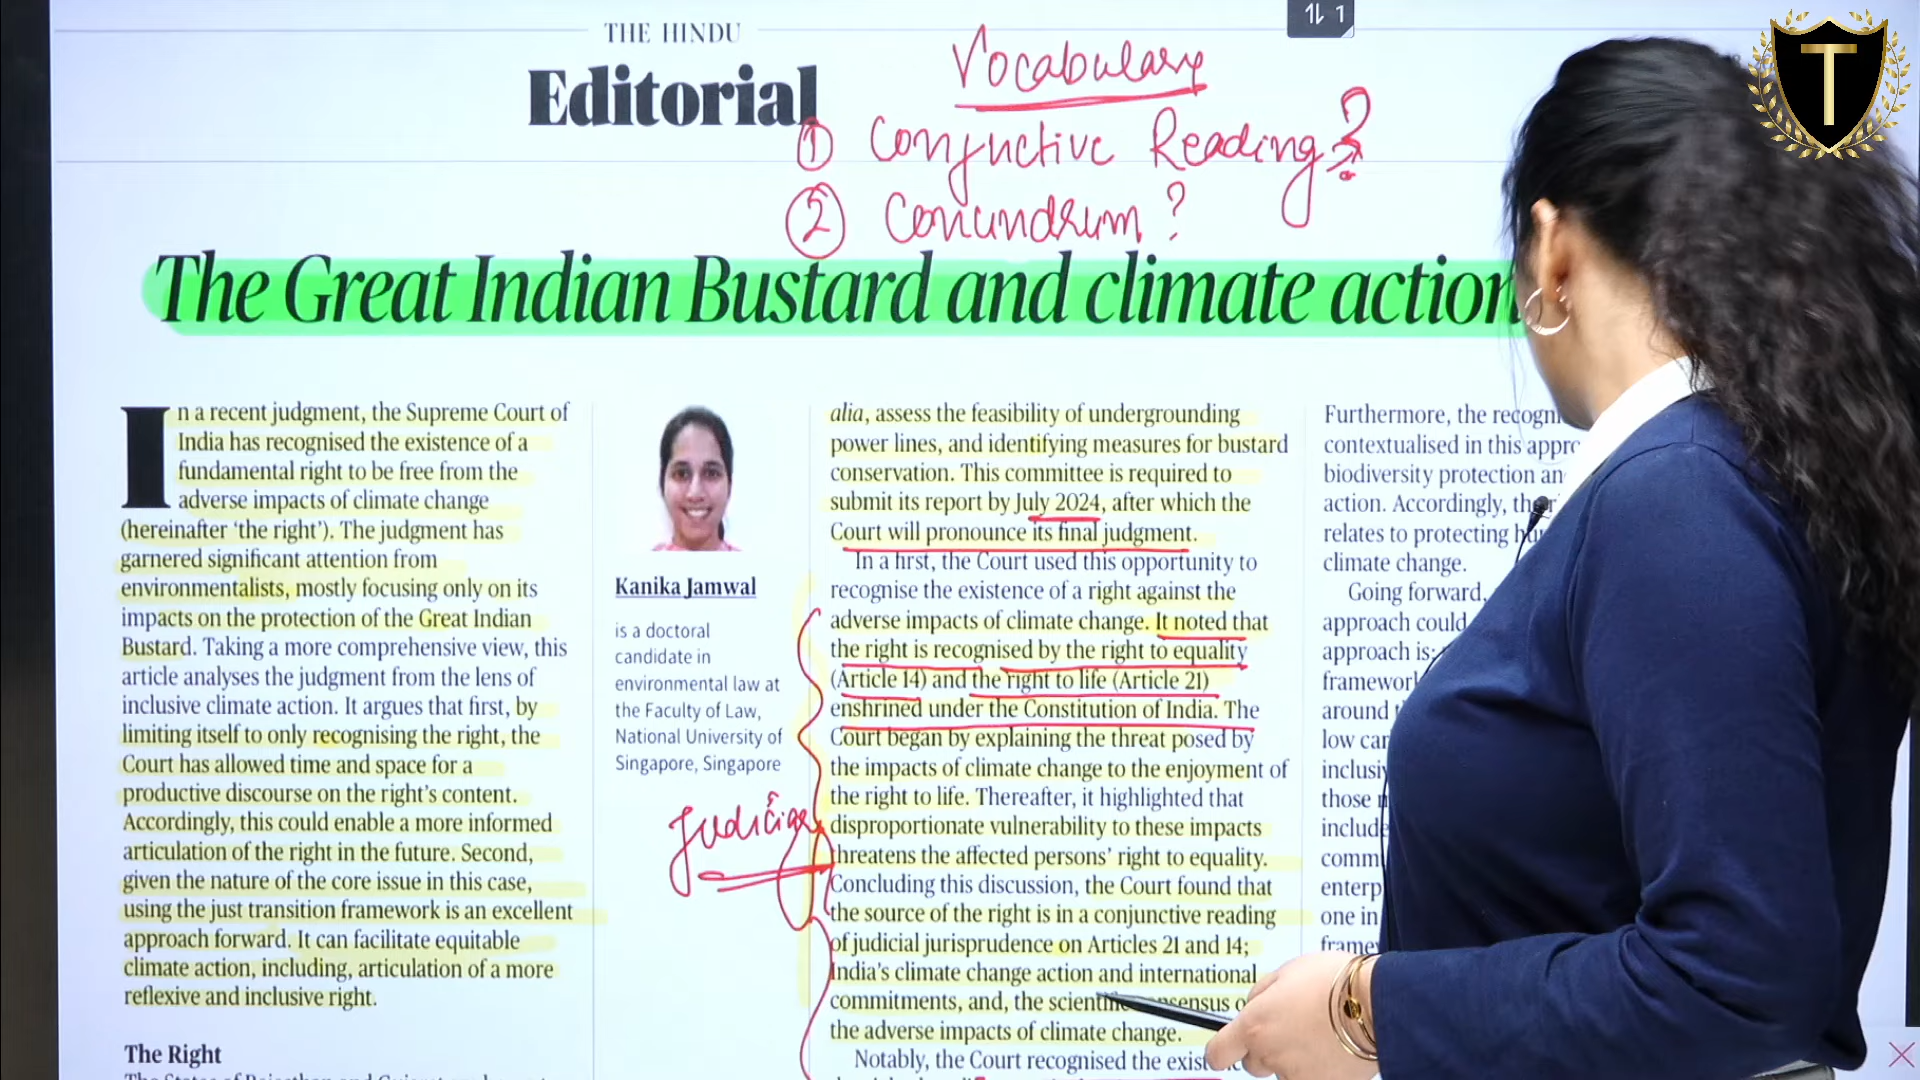 THE HINDU
Editorial
Vocabulary
① Conjuctive Reading?
② Conundrum?
The Great Indian Bustard and climate action
In a recent judgment, the Supreme Court of
India has recognised the existence of a
fundamental right to be free from the
adverse impacts of climate change
(hereinafter ‘the right’). The judgment has
garnered significant attention from
environmentalists, mostly focusing only on its
impacts on the protection of the Great Indian
Bustard. Taking a more comprehensive view, this
article analyses the judgment from the lens of
inclusive climate action. It argues that first, by
limiting itself to only recognising the right, the
Court has allowed time and space for a
productive discourse on the right’s content.
Accordingly, this could enable a more informed
articulation of the right in the future. Second,
given the nature of the core issue in this case,
using the just transition framework is an excellent
approach forward. It can facilitate equitable
climate action, including, articulation of a more
reflexive and inclusive right.
The Right
Kanika Jamwal
is a doctoral
candidate in
environmental law at
the Faculty of Law,
National University of
Singapore, Singapore
alia, assess the feasibility of undergrounding
power lines, and identifying measures for bustard
conservation. This committee is required to
submit its report by July 2024, after which the
Court will pronounce its final judgment.
In a first, the Court used this opportunity to
recognise the existence of a right against the
adverse impacts of climate change. It noted that
the right is recognised by the right to equality
(Article 14) and the right to life (Article 21)
enshrined under the Constitution of India. The
Court began by explaining the threat posed by
the impacts of climate change to the enjoyment of
the right to life. Thereafter, it highlighted that
disproportionate vulnerability to these impacts
threatens the affected persons’ right to equality.
Concluding this discussion, the Court found that
the source of the right is in a conjunctive reading
of judicial jurisprudence on Articles 21 and 14;
India’s climate change action and international
commitments, and, the
the adverse impacts of climate change.
Notably, the Court recognised the
Furthermore, the
contextualised in this
biodiversity protection
action. Accordingly,
relates to protecting
climate change.
Going forward,
approach could
approach is
around
low
those
one in
T